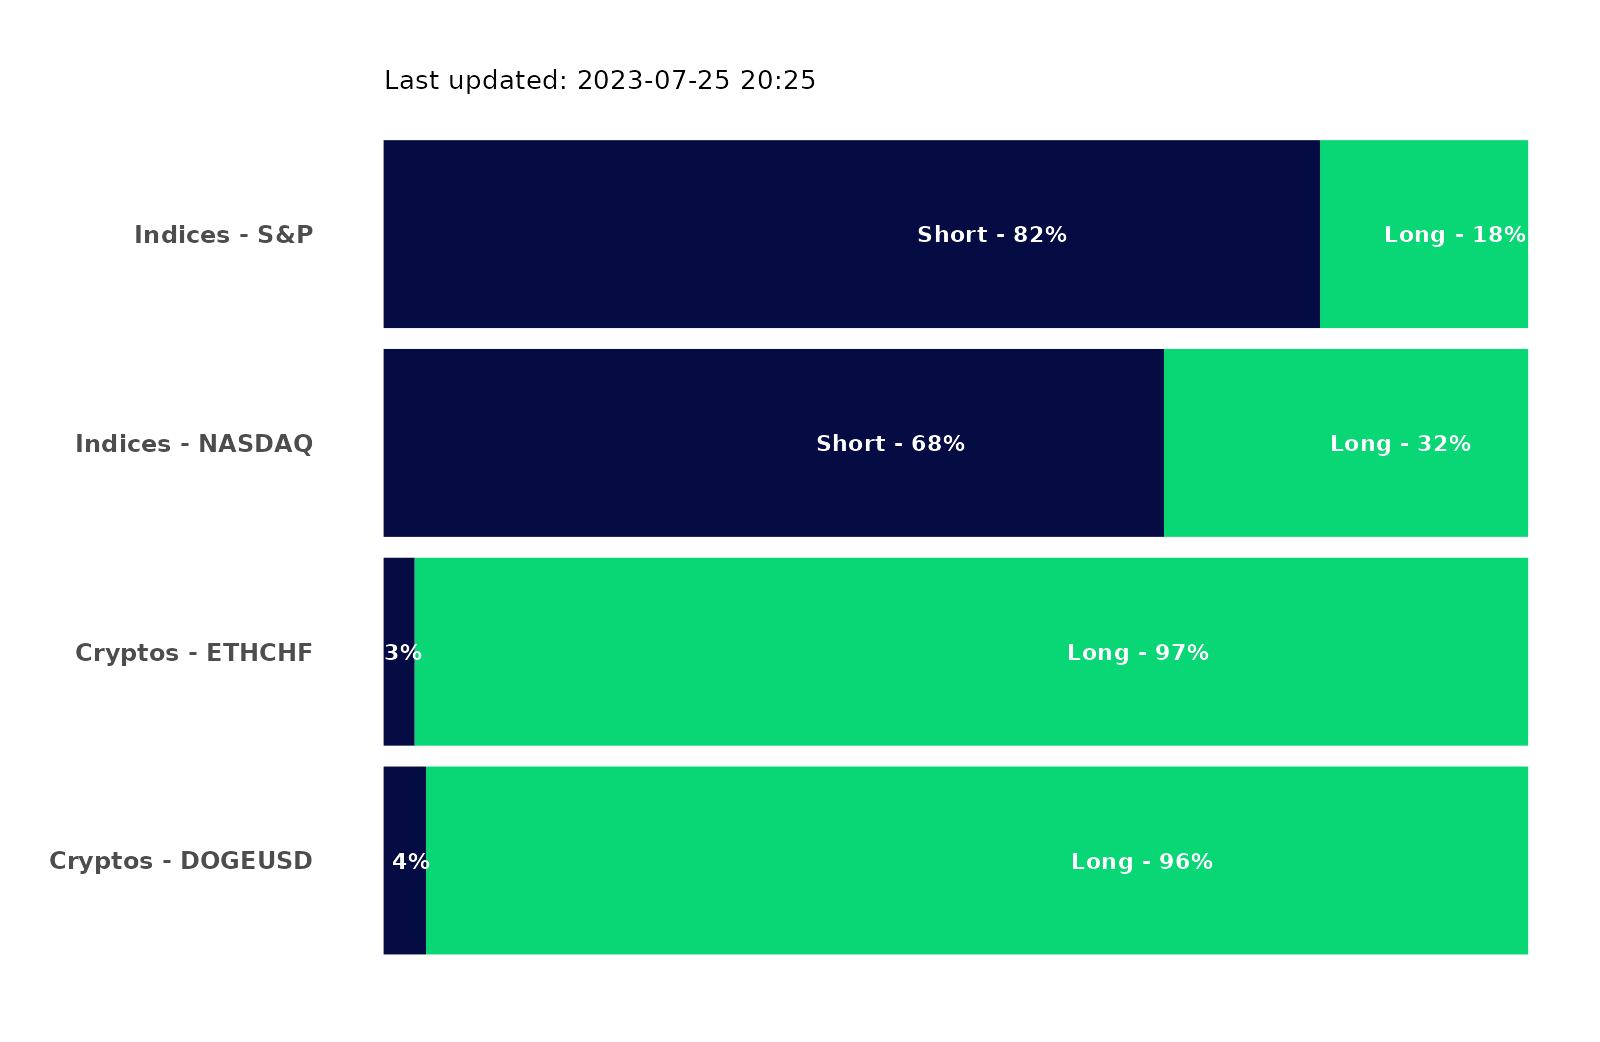 Last updated: 2023-07-25 20:25
Indices - S&P Short - 82% Long - 18%
Indices - NASDAQ Short - 68% Long - 32%
Cryptos - ETHCHF 3% Long - 97%
Cryptos - DOGEUSD 4% Long - 96%